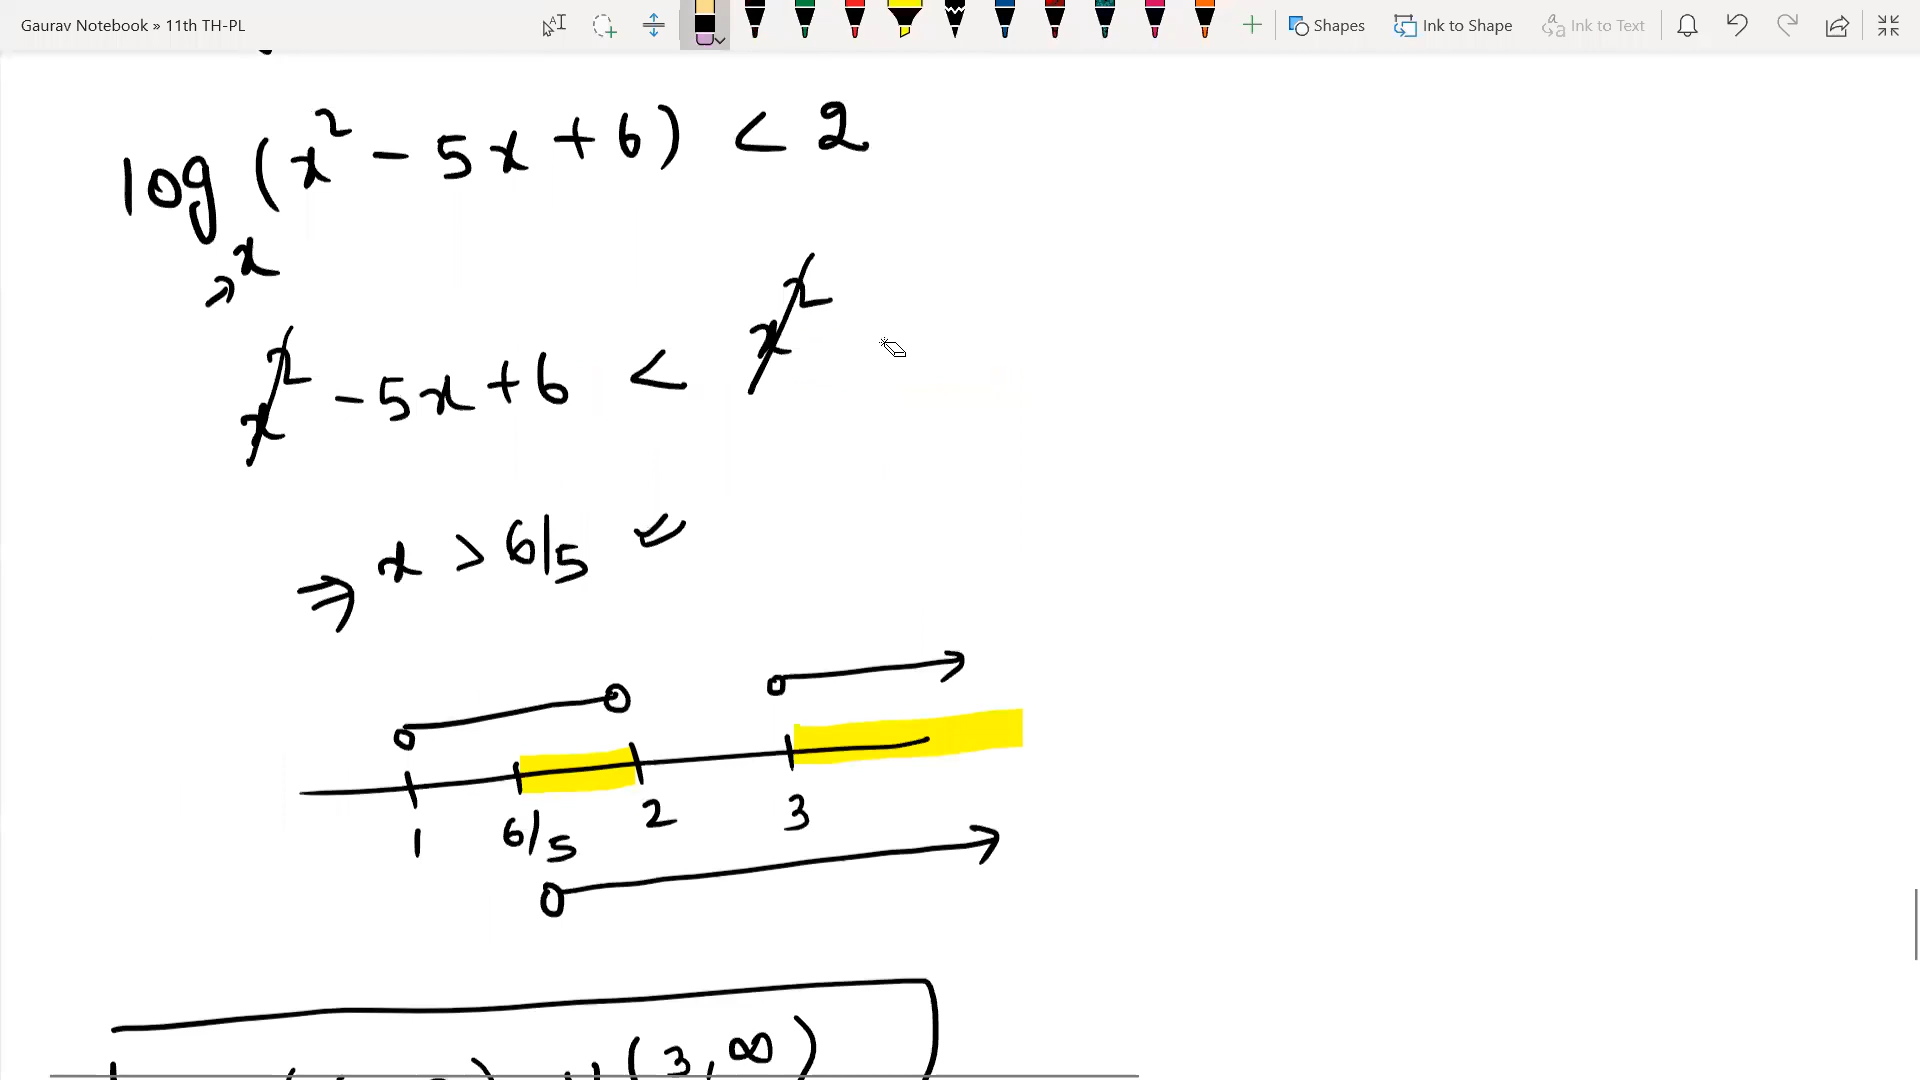 Gaurav Notebook » 11th TH-PL
Shapes
Ink to Shape
Ink to Text
log_x (x² - 5x + 6) < 2
x² - 5x + 6 < x²
⇒ x > 6/5
1 6/5 2 3
(3, ∞)